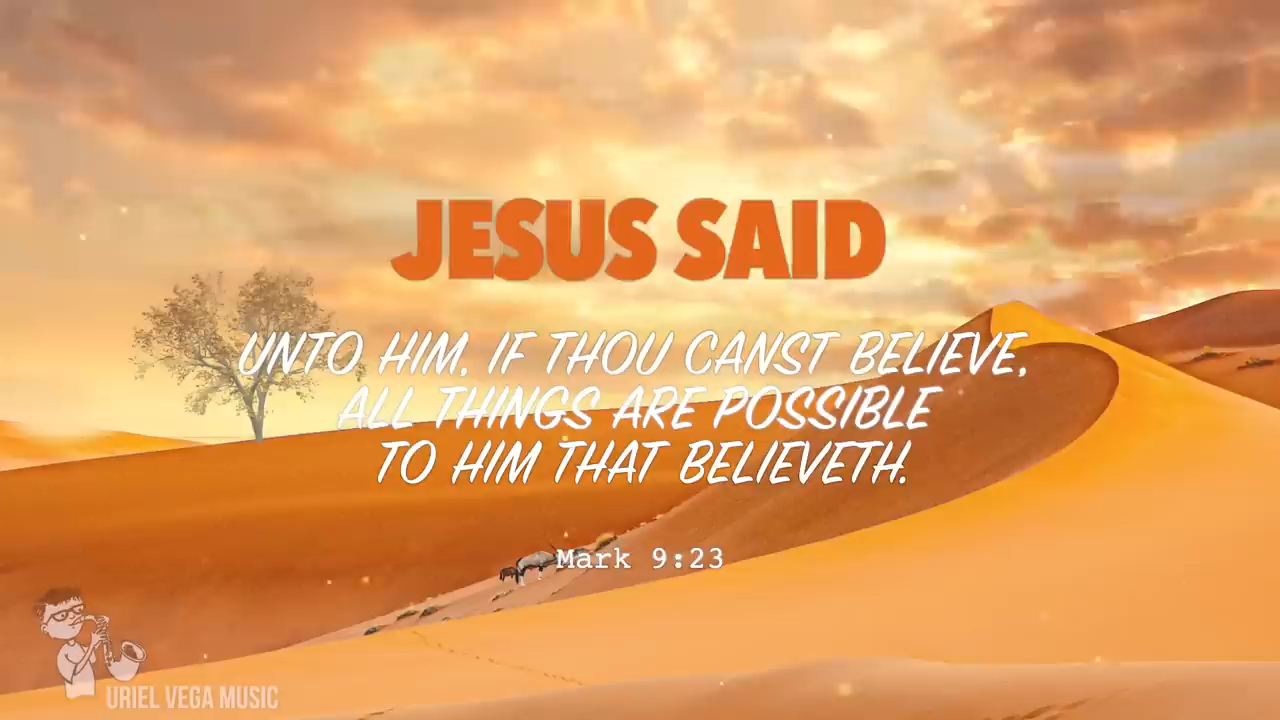 JESUS SAID
UNTO HIM, IF THOU CANST BELIEVE,
ALL THINGS ARE POSSIBLE
TO HIM THAT BELIEVETH.
Mark 9:23
URIEL VEGA MUSIC